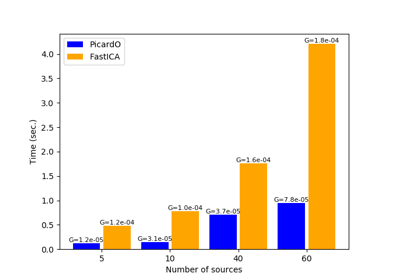 PicardO
FastICA
Time (sec.)
4.0
3.5
3.0
2.5
2.0
1.5
1.0
0.5
0.0
G=1.2e-05
G=1.2e-04
G=3.1e-05
G=1.0e-04
G=3.7e-05
G=1.6e-04
G=7.8e-05
G=1.8e-04
5
10
40
60
Number of sources